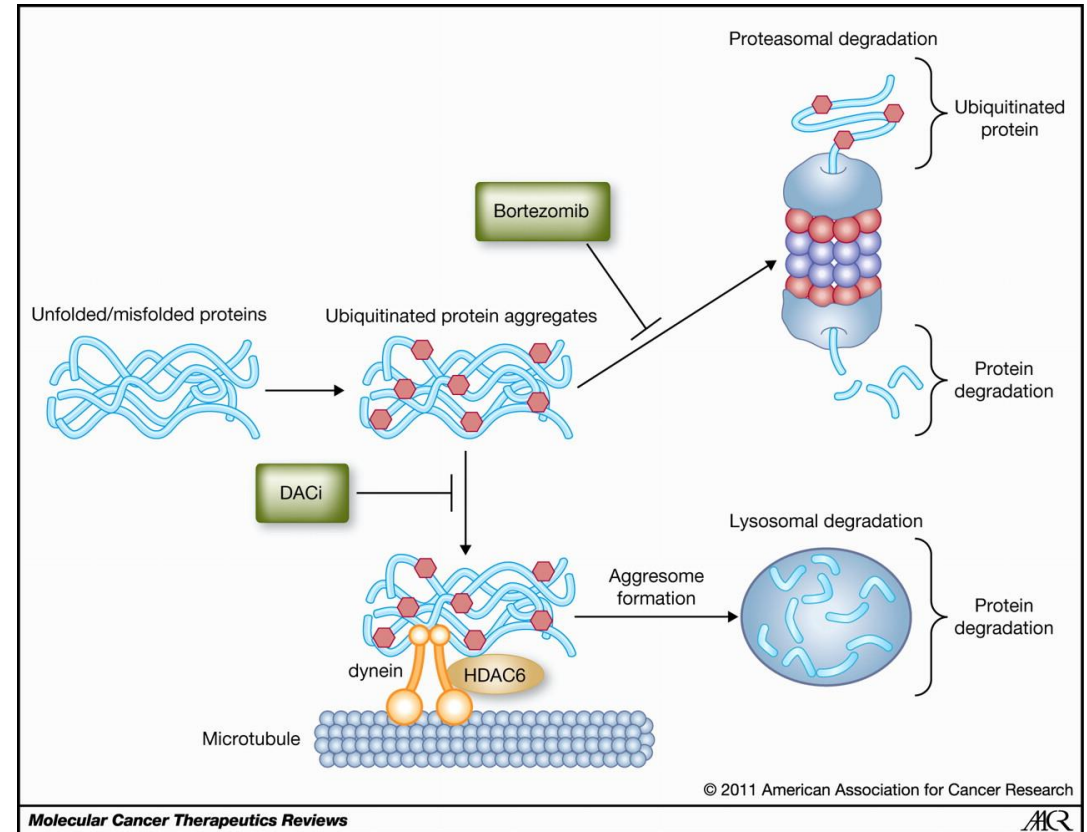 Proteasomal degradation
Ubiquitinated
protein
Bortezomib
Unfolded/misfolded proteins
Ubiquitinated protein aggregates
Protein
degradation
DACi
Lysosomal degradation
Aggresome
formation
Protein
degradation
dynein
HDAC6
Microtubule
© 2011 American Association for Cancer Research
Molecular Cancer Therapeutics Reviews
AACR